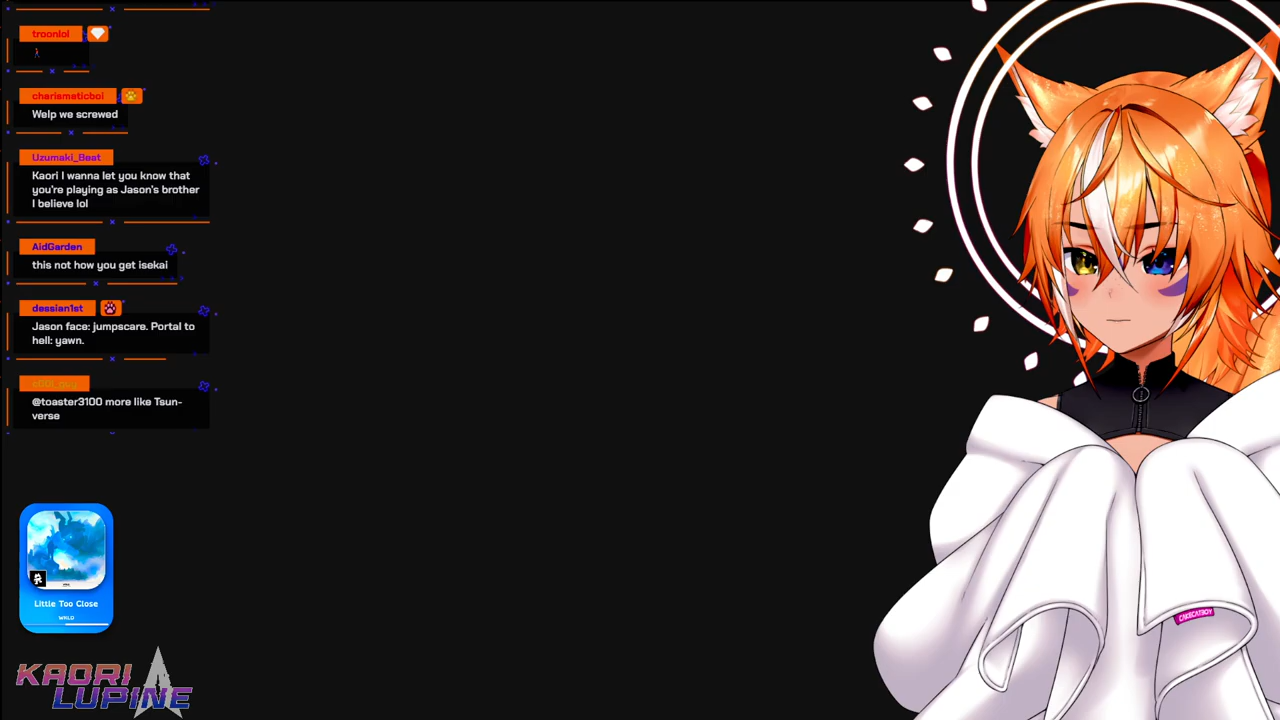 troonlol
charismaticboi
Welp we screwed
Uzumaki_Beat
Kaori I wanna let you know that
you're playing as Jason's brother
I believe lol
AidGarden
this not how you get isekai
dessian1st
Jason face: jumpscare. Portal to
hell: yawn.
@toaster3100 more like Tsun-
verse
Little Too Close
WRLD
KAORI
LUPINE
CAKECATBOY